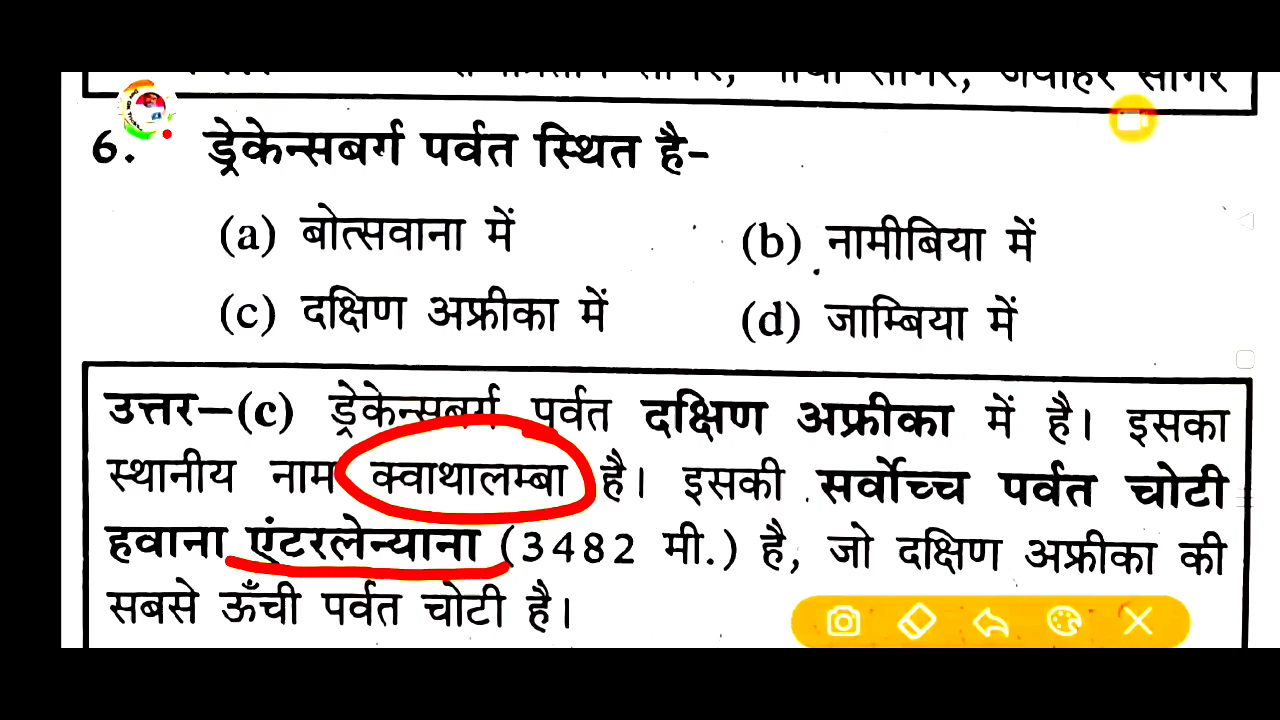 6. ड्रेकेन्सबर्ग पर्वत स्थित है-
(a) बोत्सवाना में (b) नामीबिया में
(c) दक्षिण अफ्रीका में (d) जाम्बिया में
उत्तर–(c) ड्रेकेन्सबर्ग पर्वत दक्षिण अफ्रीका में है। इसका
स्थानीय नाम क्वाथालम्बा है। इसकी सर्वोच्च पर्वत चोटी
हवाना एंटरलेन्याना (3482 मी.) है, जो दक्षिण अफ्रीका की
सबसे ऊँची पर्वत चोटी है।